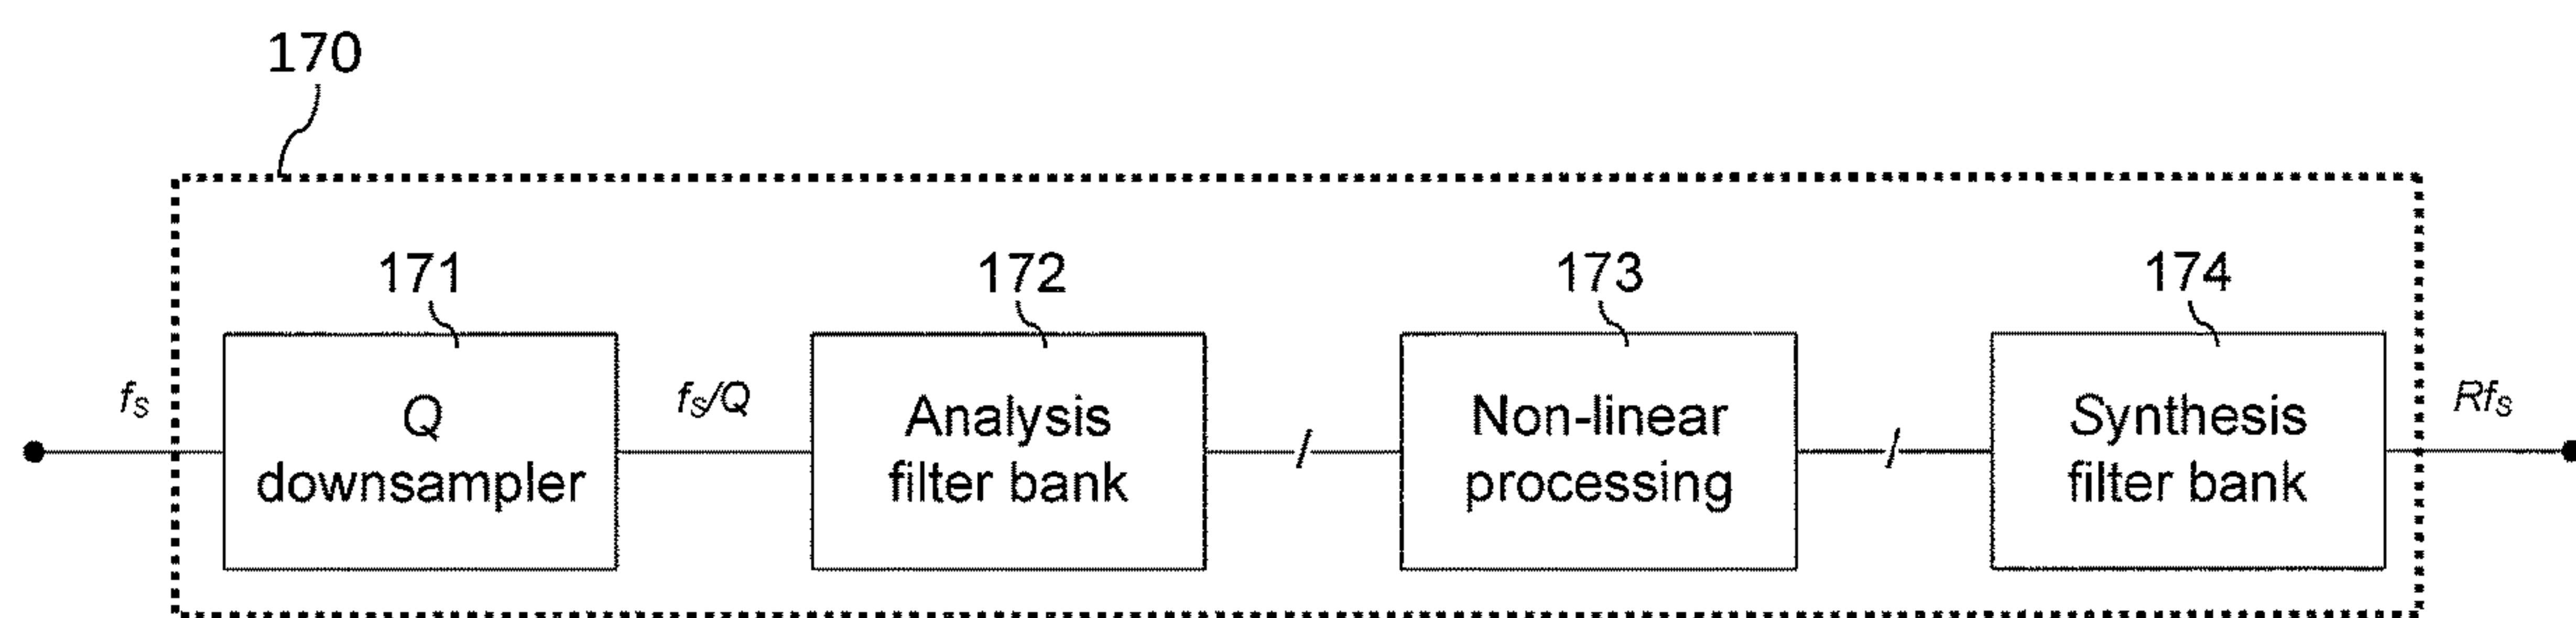 170
171
172
173
174
fS
Q
downsampler
fS/Q
Analysis
filter bank
Non-linear
processing
Synthesis
filter bank
RfS